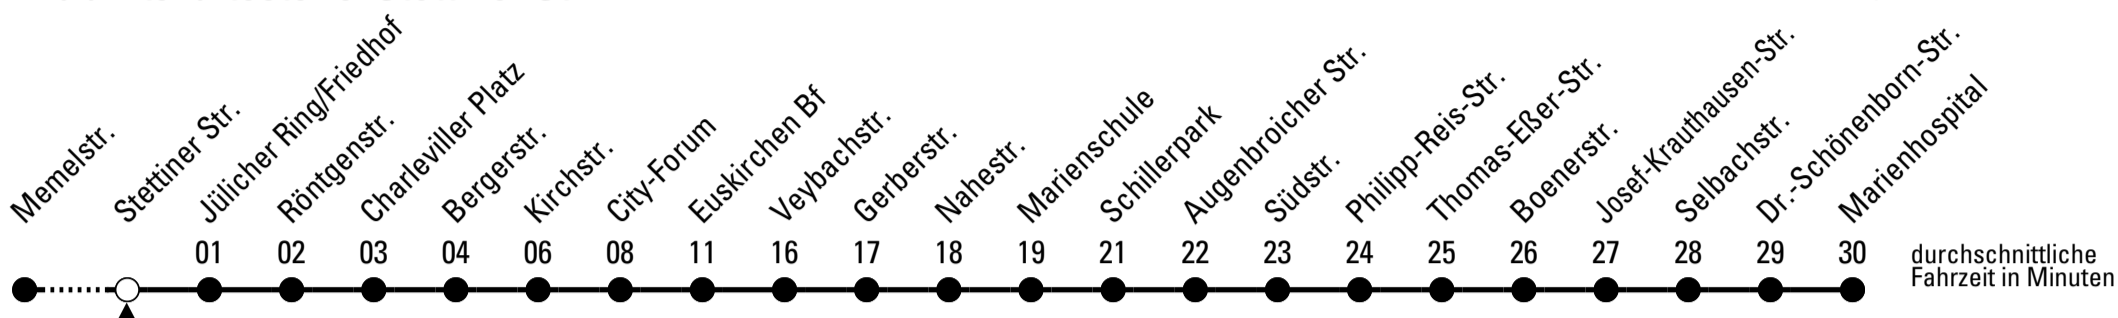 Memelstr.
Stettiner Str.
Jülicher Ring/Friedhof
Röntgenstr.
Charleviller Platz
Bergerstr.
Kirchstr.
City-Forum
Euskirchen Bf
Veybachstr.
Gerberstr.
Nahestr.
Marienschule
Schillerpark
Augenbroicher Str.
Südstr.
Philipp-Reis-Str.
Thomas-Eßer-Str.
Boenerstr.
Josef-Krauthausen-Str.
Selbachstr.
Dr.-Schönenborn-Str.
Marienhospital
01 02 03 04 06 08 11 16 17 18 19 21 22 23 24 25 26 27 28 29 30
durchschnittliche
Fahrzeit in Minuten